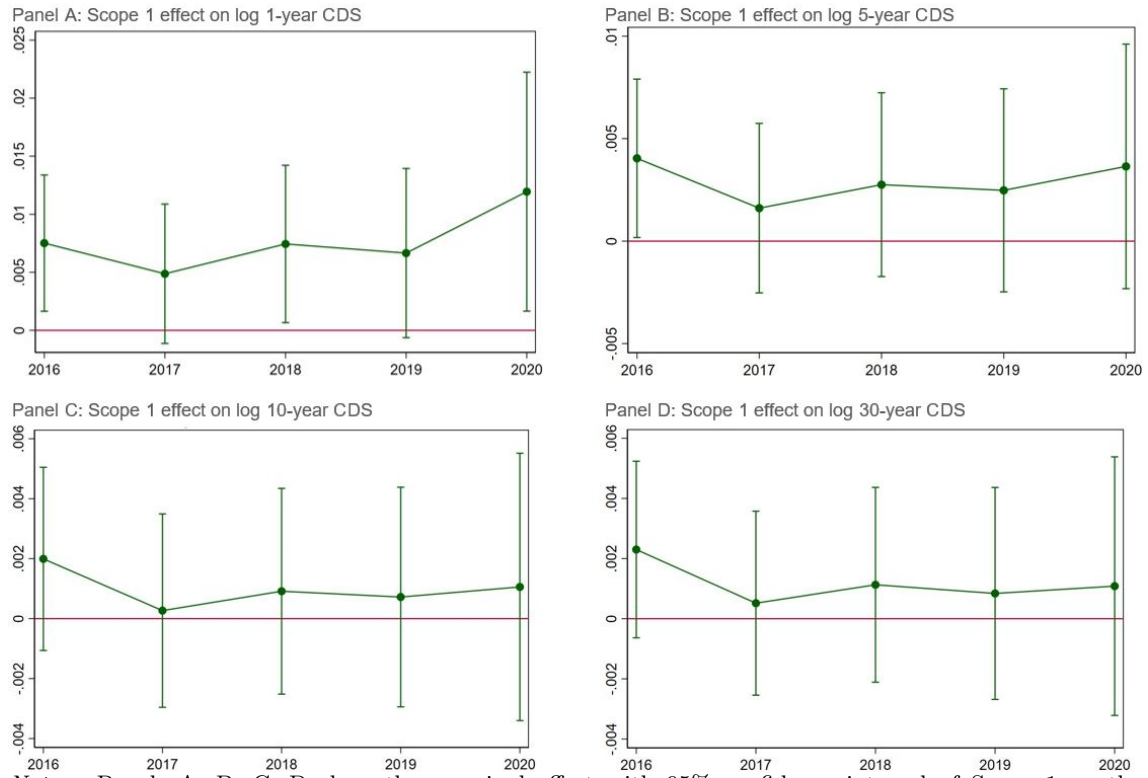 Panel A: Scope 1 effect on log 1-year CDS
.025
.02
.015
.01
.005
0
2016 2017 2018 2019 2020
Panel B: Scope 1 effect on log 5-year CDS
.01
.005
0
-.005
2016 2017 2018 2019 2020
Panel C: Scope 1 effect on log 10-year CDS
.006
.004
.002
0
-.002
-.004
2016 2017 2018 2019 2020
Panel D: Scope 1 effect on log 30-year CDS
.006
.004
.002
0
-.002
-.004
2016 2017 2018 2019 2020